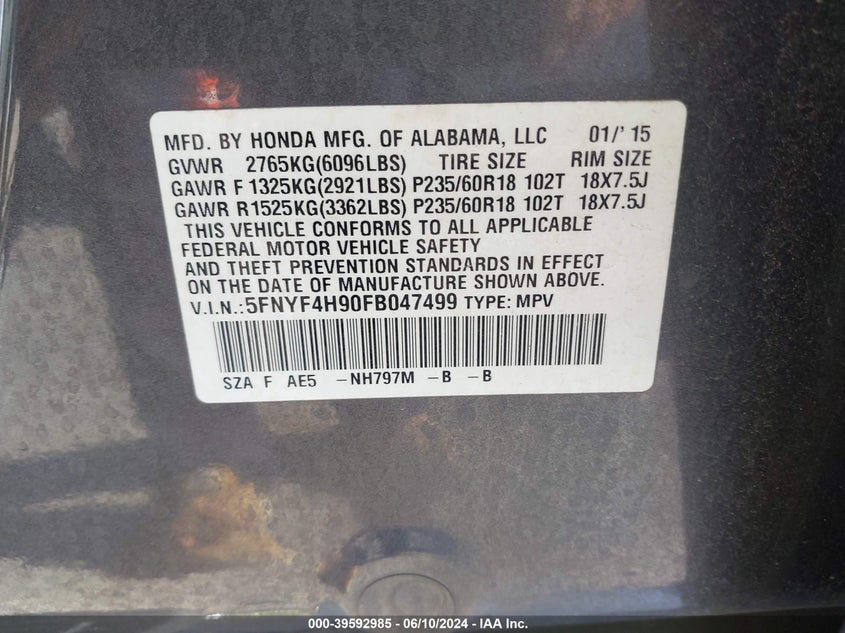 MFD. BY HONDA MFG. OF ALABAMA, LLC 01/' 15
GVWR 2765KG(6096LBS) TIRE SIZE RIM SIZE
GAWR F 1325KG(2921LBS) P235/60R18 102T 18X7.5J
GAWR R1525KG(3362LBS) P235/60R18 102T 18X7.5J
THIS VEHICLE CONFORMS TO ALL APPLICABLE
FEDERAL MOTOR VEHICLE SAFETY
AND THEFT PREVENTION STANDARDS IN EFFECT
ON THE DATE OF MANUFACTURE SHOWN ABOVE.
V.I.N.:5FNYF4H90FB047499 TYPE: MPV
SZA F AE5 -NH797M -B -B
000-39592985 - 06/10/2024 - IAA Inc.